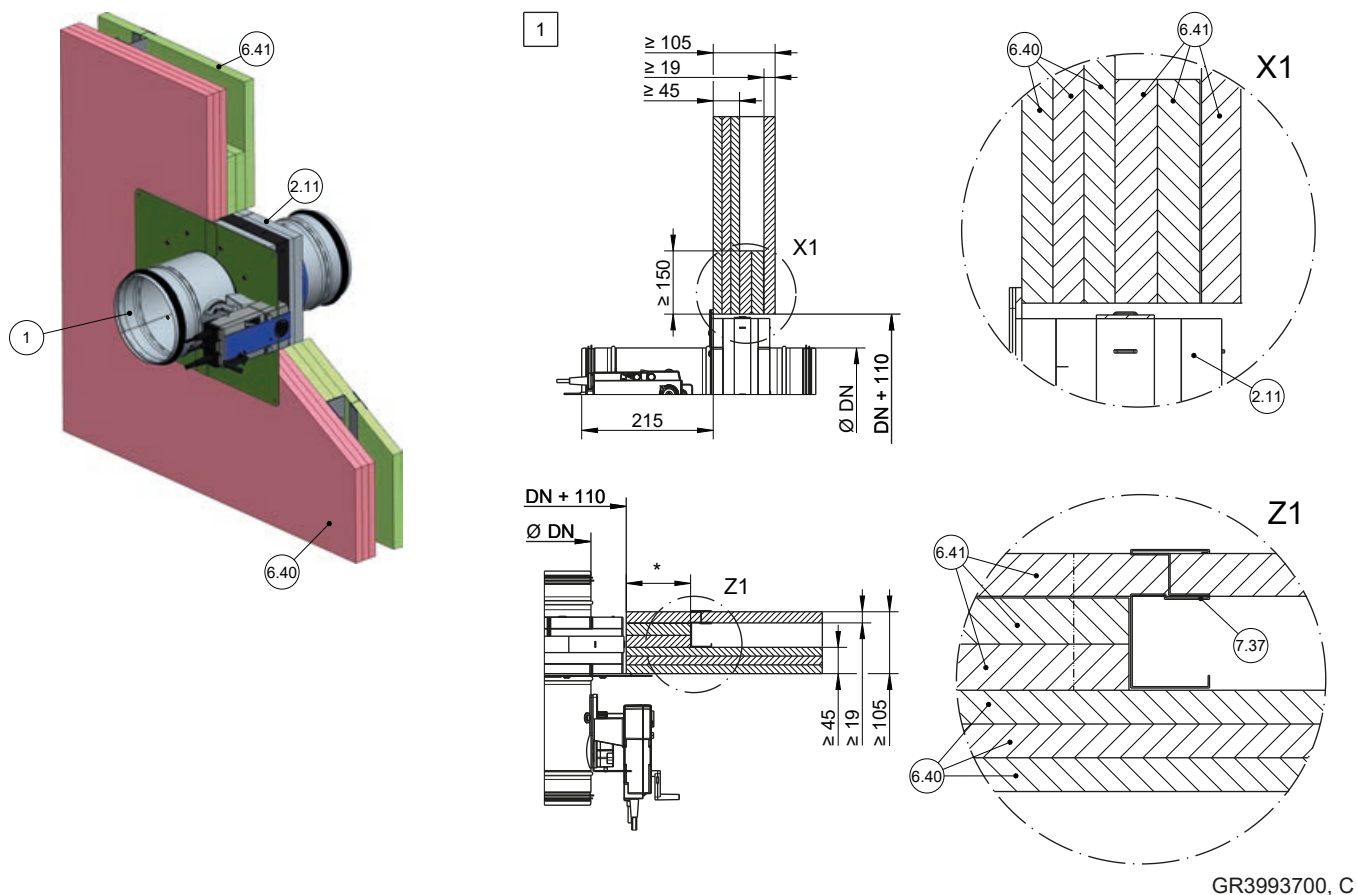 6.41
2.11
1
6.40
1
≥ 105
≥ 19
≥ 45
≥ 150
X1
215
Ø DN
DN + 110
6.40
6.41
X1
2.11
DN + 110
Ø DN
*
Z1
≥ 45
≥ 19
≥ 105
6.41
Z1
7.37
6.40
GR3993700, C